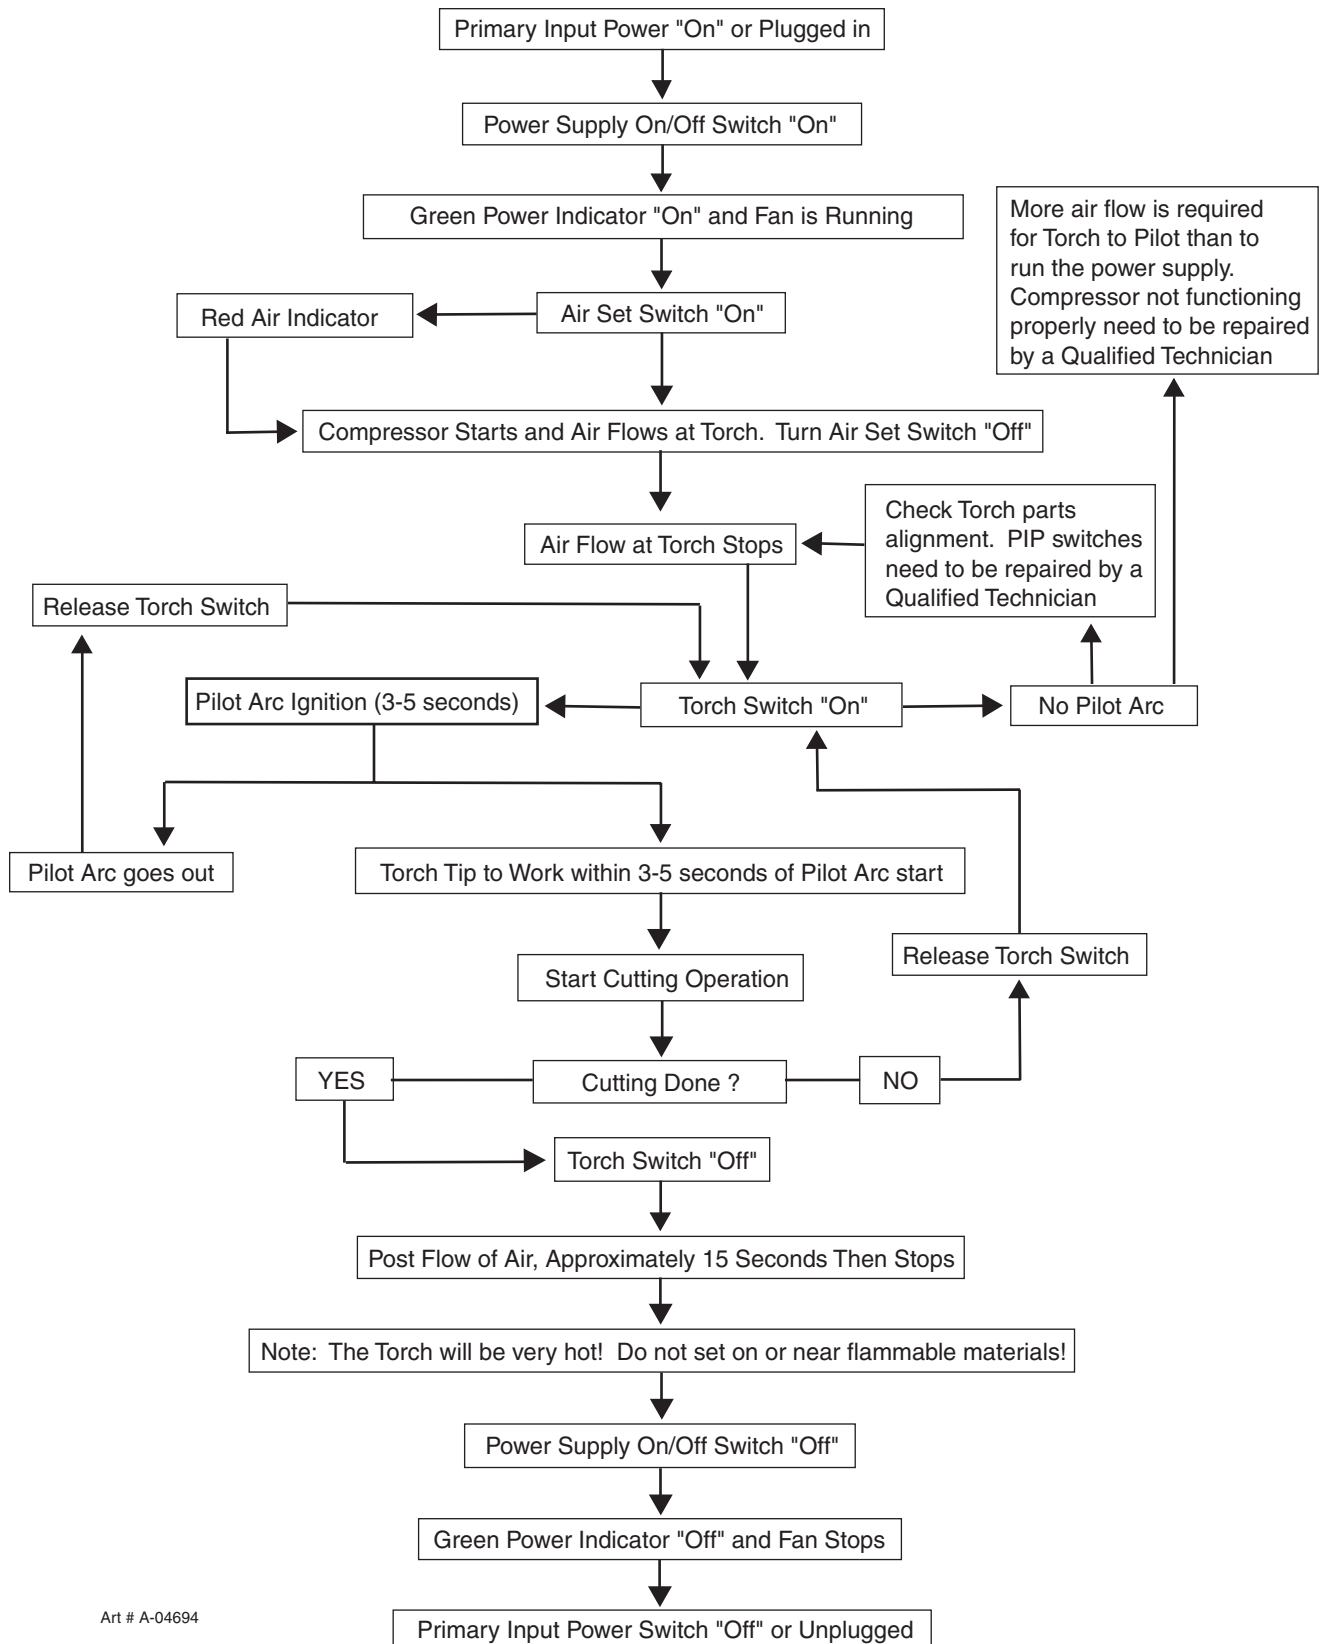 Primary Input Power "On" or Plugged in
Power Supply On/Off Switch "On"
Green Power Indicator "On" and Fan is Running
More air flow is required
for Torch to Pilot than to
run the power supply.
Compressor not functioning
properly need to be repaired
by a Qualified Technician
Red Air Indicator
Air Set Switch "On"
Compressor Starts and Air Flows at Torch. Turn Air Set Switch "Off"
Check Torch parts
alignment. PIP switches
need to be repaired by a
Qualified Technician
Air Flow at Torch Stops
Release Torch Switch
Pilot Arc Ignition (3-5 seconds)
Torch Switch "On"
No Pilot Arc
Pilot Arc goes out
Torch Tip to Work within 3-5 seconds of Pilot Arc start
Release Torch Switch
Start Cutting Operation
YES
Cutting Done ?
NO
Torch Switch "Off"
Post Flow of Air, Approximately 15 Seconds Then Stops
Note: The Torch will be very hot! Do not set on or near flammable materials!
Power Supply On/Off Switch "Off"
Green Power Indicator "Off" and Fan Stops
Primary Input Power Switch "Off" or Unplugged
Art # A-04694